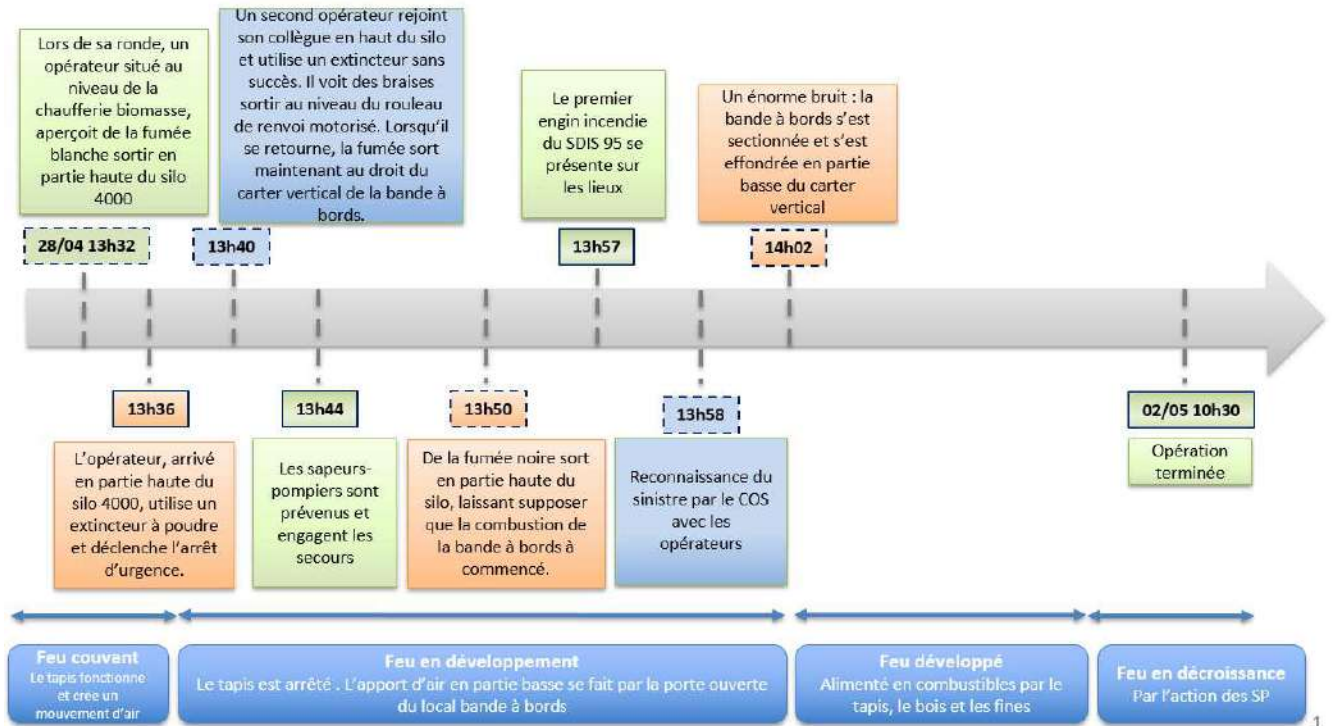 Lors de sa ronde, un
opérateur situé au
niveau de la
chaufferie biomasse,
aperçoit de la fumée
blanche sortir en
partie haute du silo
4000
28/04 13h32
Un second opérateur rejoint
son collègue en haut du silo
et utilise un extincteur sans
succès. Il voit des braises
sortir au niveau du rouleau
de renvoi motorisé. Lorsqu'il
se retourne, la fumée sort
maintenant au droit du
carter vertical de la bande à
bords.
13h40
Le premier
engin incendie
du SDIS 95 se
présente sur
les lieux
13h57
Un énorme bruit : la
bande à bords s'est
sectionnée et s'est
effondrée en partie
basse du carter
vertical
14h02
13h36
L'opérateur, arrivé
en partie haute du
silo 4000, utilise un
extincteur à poudre
et déclenche l'arrêt
d'urgence.
13h44
Les sapeurs-
pompiers sont
prévenus et
engagent les
secours
13h50
De la fumée noire sort
en partie haute du
silo, laissant supposer
que la combustion de
la bande à bords à
commencé.
13h58
Reconnaissance du
sinistre par le COS
avec les
opérateurs
02/05 10h30
Opération
terminée
Feu couvant
Le tapis fonctionne
et crée un
mouvement d'air
Feu en développement
Le tapis est arrêté . L'apport d'air en partie basse se fait par la porte ouverte
du local bande à bords
Feu développé
Alimenté en combustibles par le
tapis, le bois et les fines
Feu en décroissance
Par l'action des SP
1